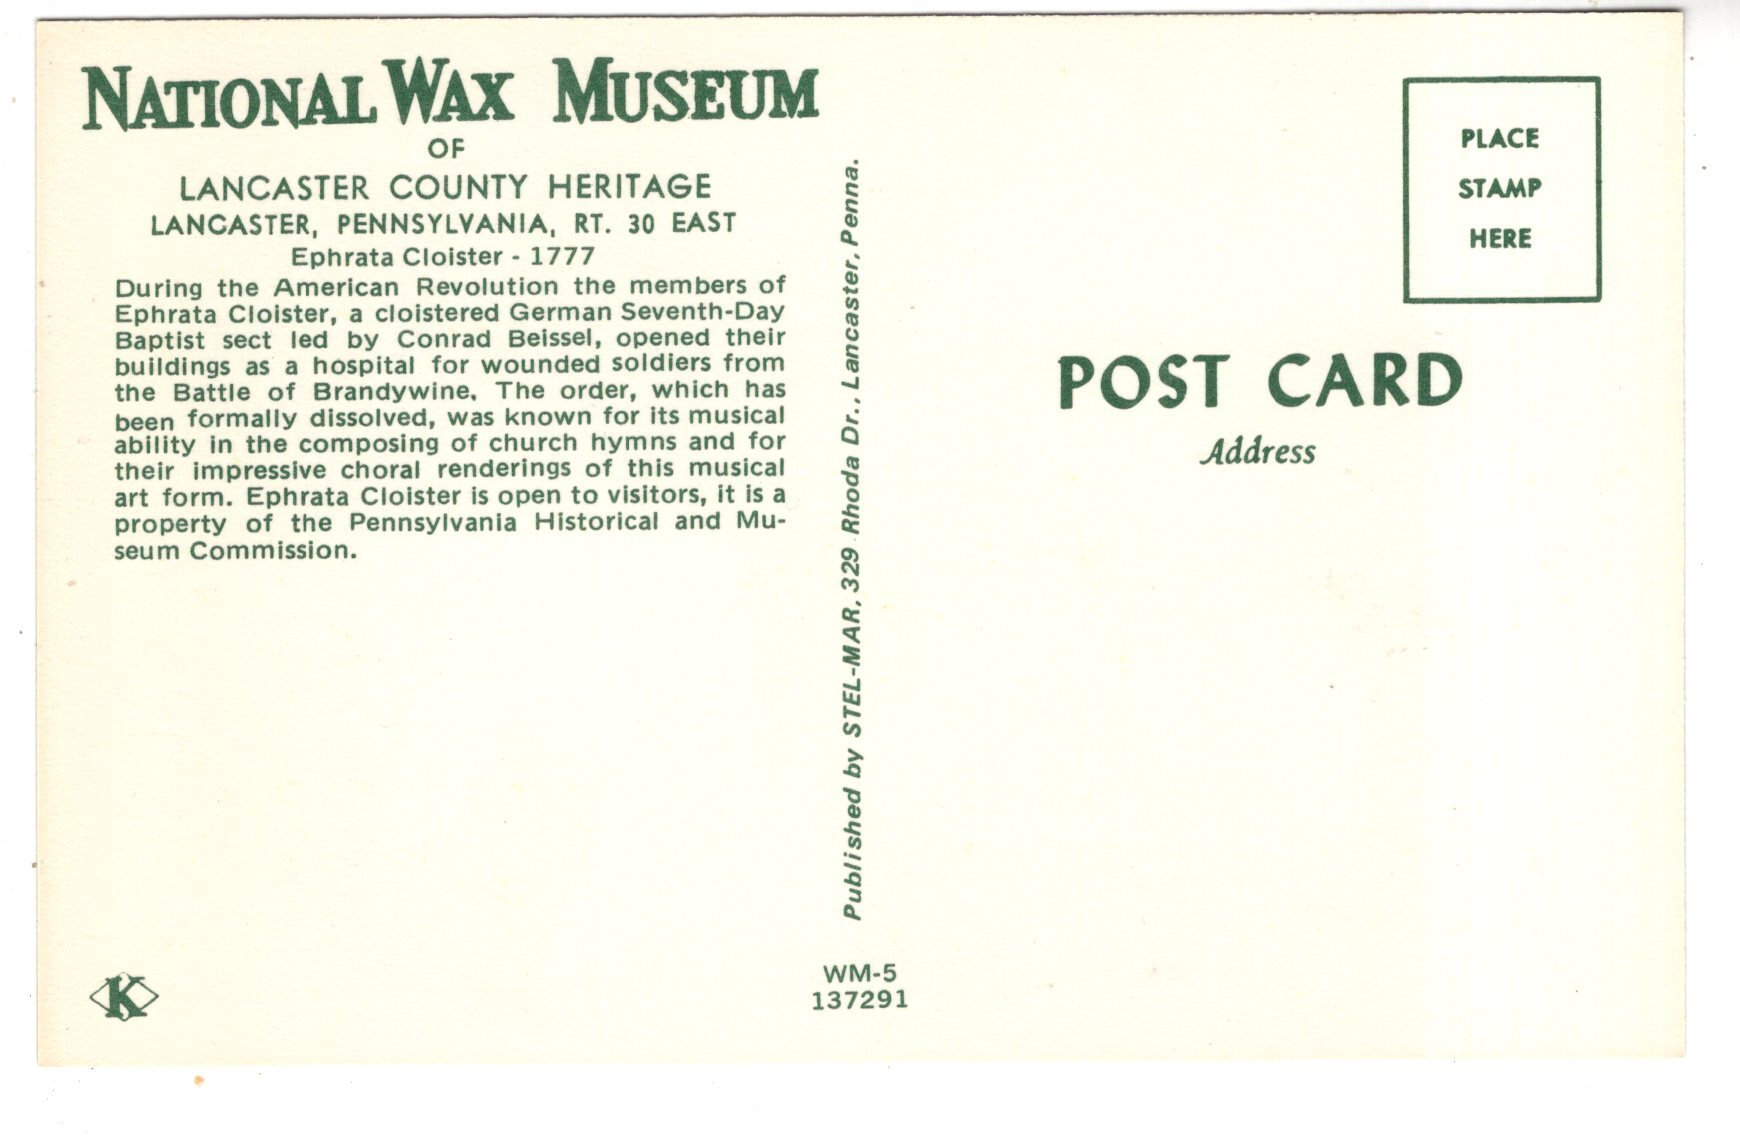 NATIONAL WAX MUSEUM
OF
LANCASTER COUNTY HERITAGE
LANCASTER, PENNSYLVANIA, RT. 30 EAST
Ephrata Cloister - 1777
During the American Revolution the members of
Ephrata Cloister, a cloistered German Seventh-Day
Baptist sect led by Conrad Beissel, opened their
buildings as a hospital for wounded soldiers from
the Battle of Brandywine. The order, which has
been formally dissolved, was known for its musical
ability in the composing of church hymns and for
their impressive choral renderings of this musical
art form. Ephrata Cloister is open to visitors, it is a
property of the Pennsylvania Historical and Mu-
seum Commission.
K
Published by STEL-MAR, 329 Rhoda Dr., Lancaster, Penna.
WM-5
137291
PLACE
STAMP
HERE
POST CARD
Address